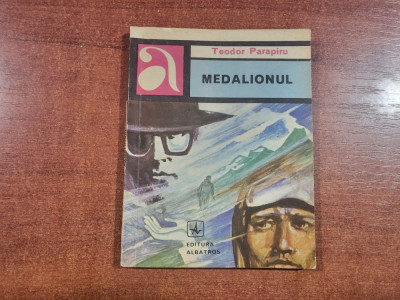 a
Teodor Parapiru
MEDALIONUL
EDITURA
ALBATROS